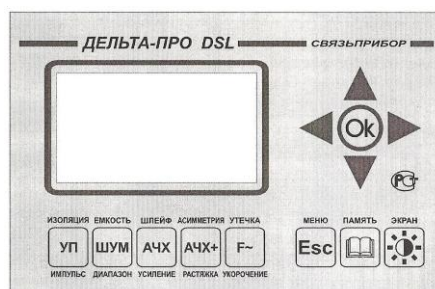 ДЕЛЬТА-ПРО DSL СВЯЗЬПРИБОР
Ok
РСТ
ИЗОЛЯЦИЯ ЕМКОСТЬ ШЛЕЙФ АСИММЕТРИЯ УТЕЧКА МЕНЮ ПАМЯТЬ ЭКРАН
УП ШУМ АЧХ АЧХ+ F~ Esc
ИМПУЛЬС ДИАПАЗОН УСИЛЕНИЕ РАСТЯЖКА УКОРОЧЕНИЕ